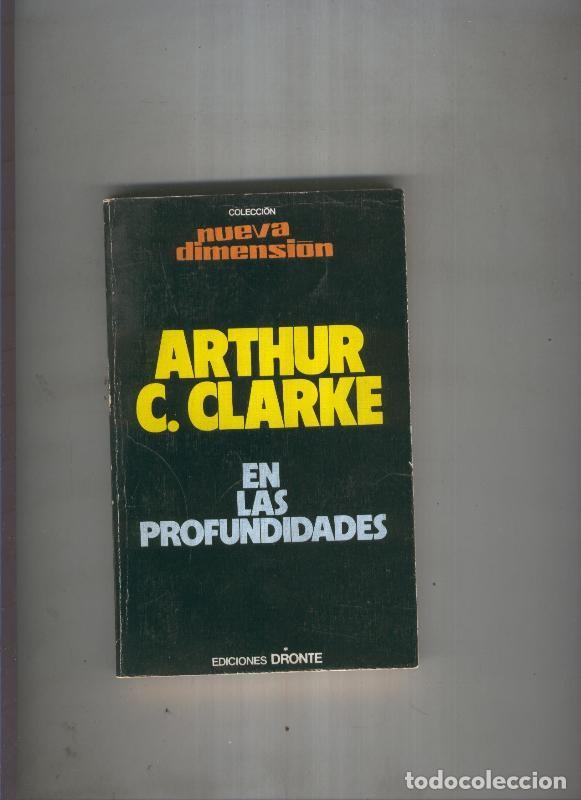 COLECCIÓN
nueva
dimensión
ARTHUR
C. CLARKE
EN
LAS
PROFUNDIDADES
EDICIONES DRONTE
todocoleccion